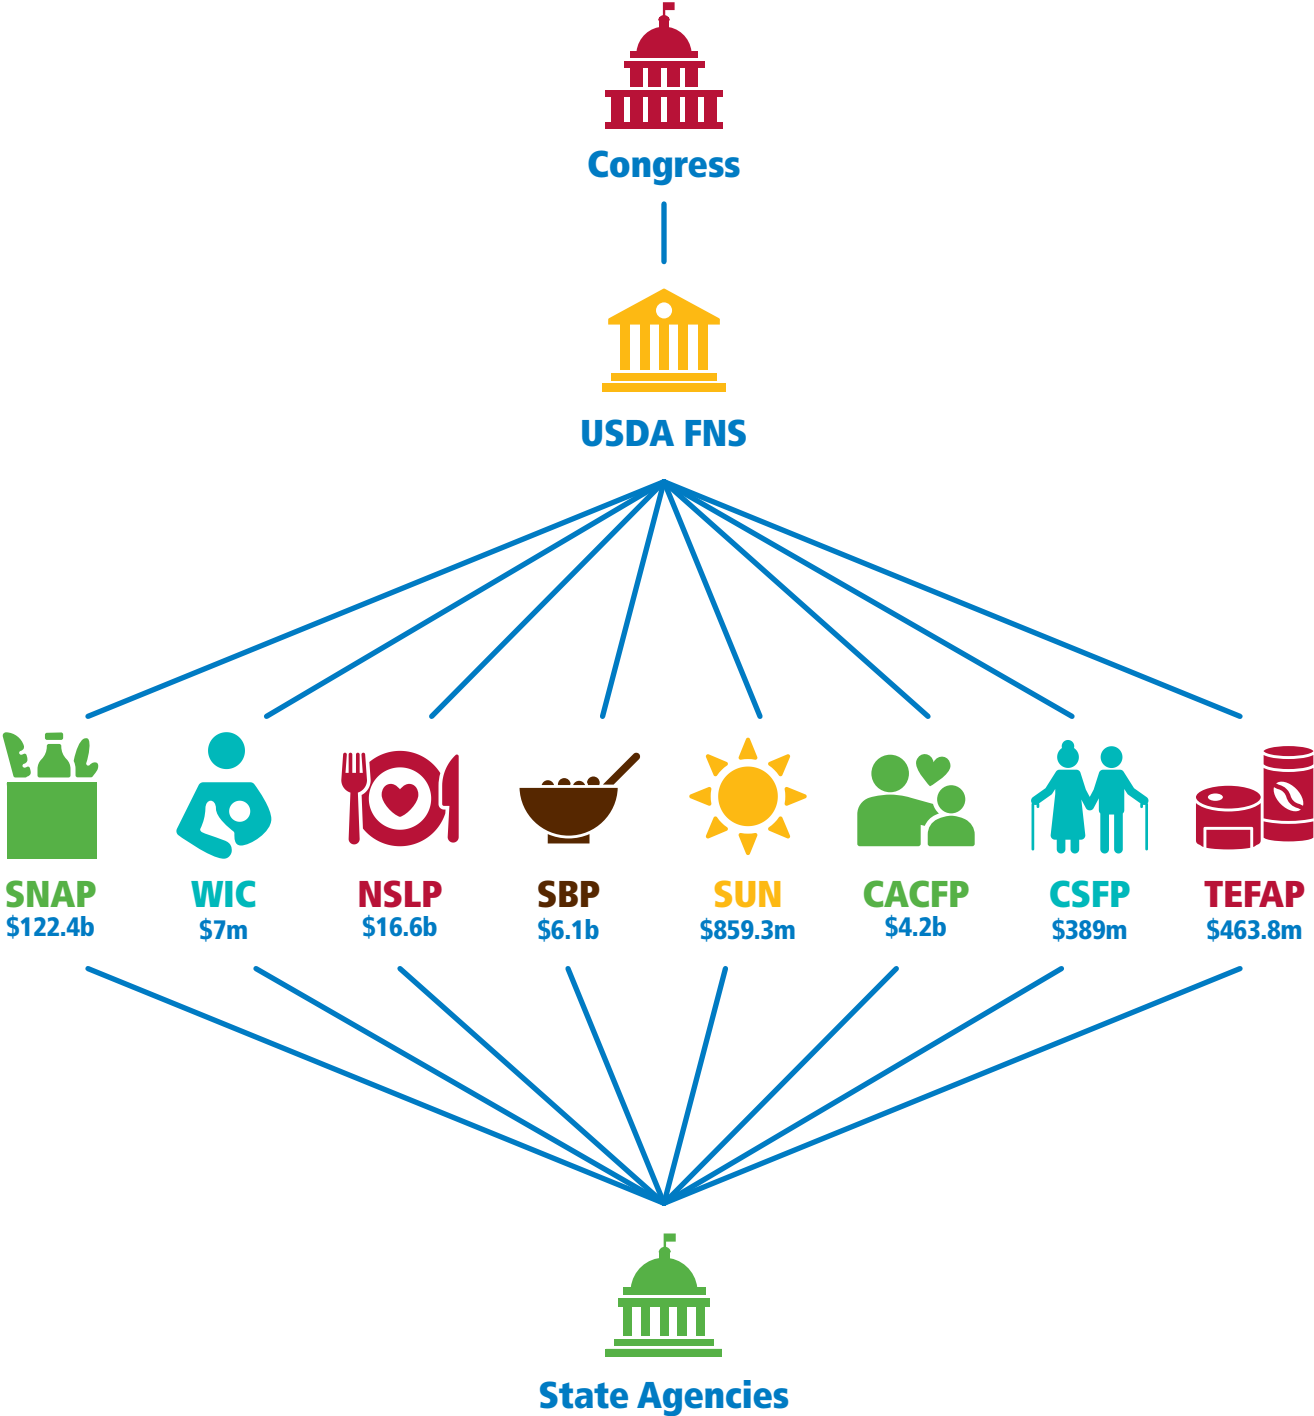 Congress
USDA FNS
SNAP
$122.4b
WIC
$7m
NSLP
$16.6b
SBP
$6.1b
SUN
$859.3m
CACFP
$4.2b
CSFP
$389m
TEFAP
$463.8m
State Agencies